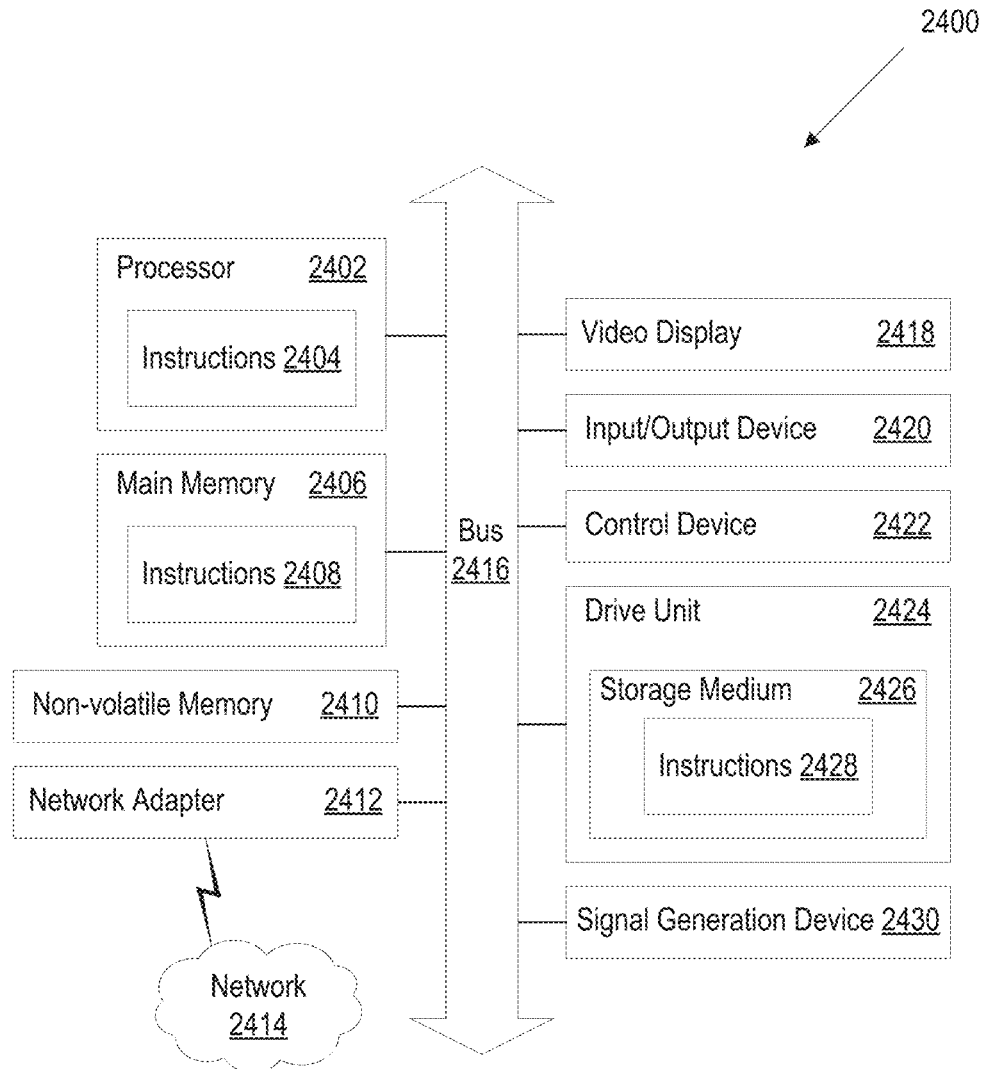 2400
Processor 2402
Instructions 2404
Main Memory 2406
Instructions 2408
Non-volatile Memory 2410
Network Adapter 2412
Network
2414
Bus
2416
Video Display 2418
Input/Output Device 2420
Control Device 2422
Drive Unit 2424
Storage Medium 2426
Instructions 2428
Signal Generation Device 2430